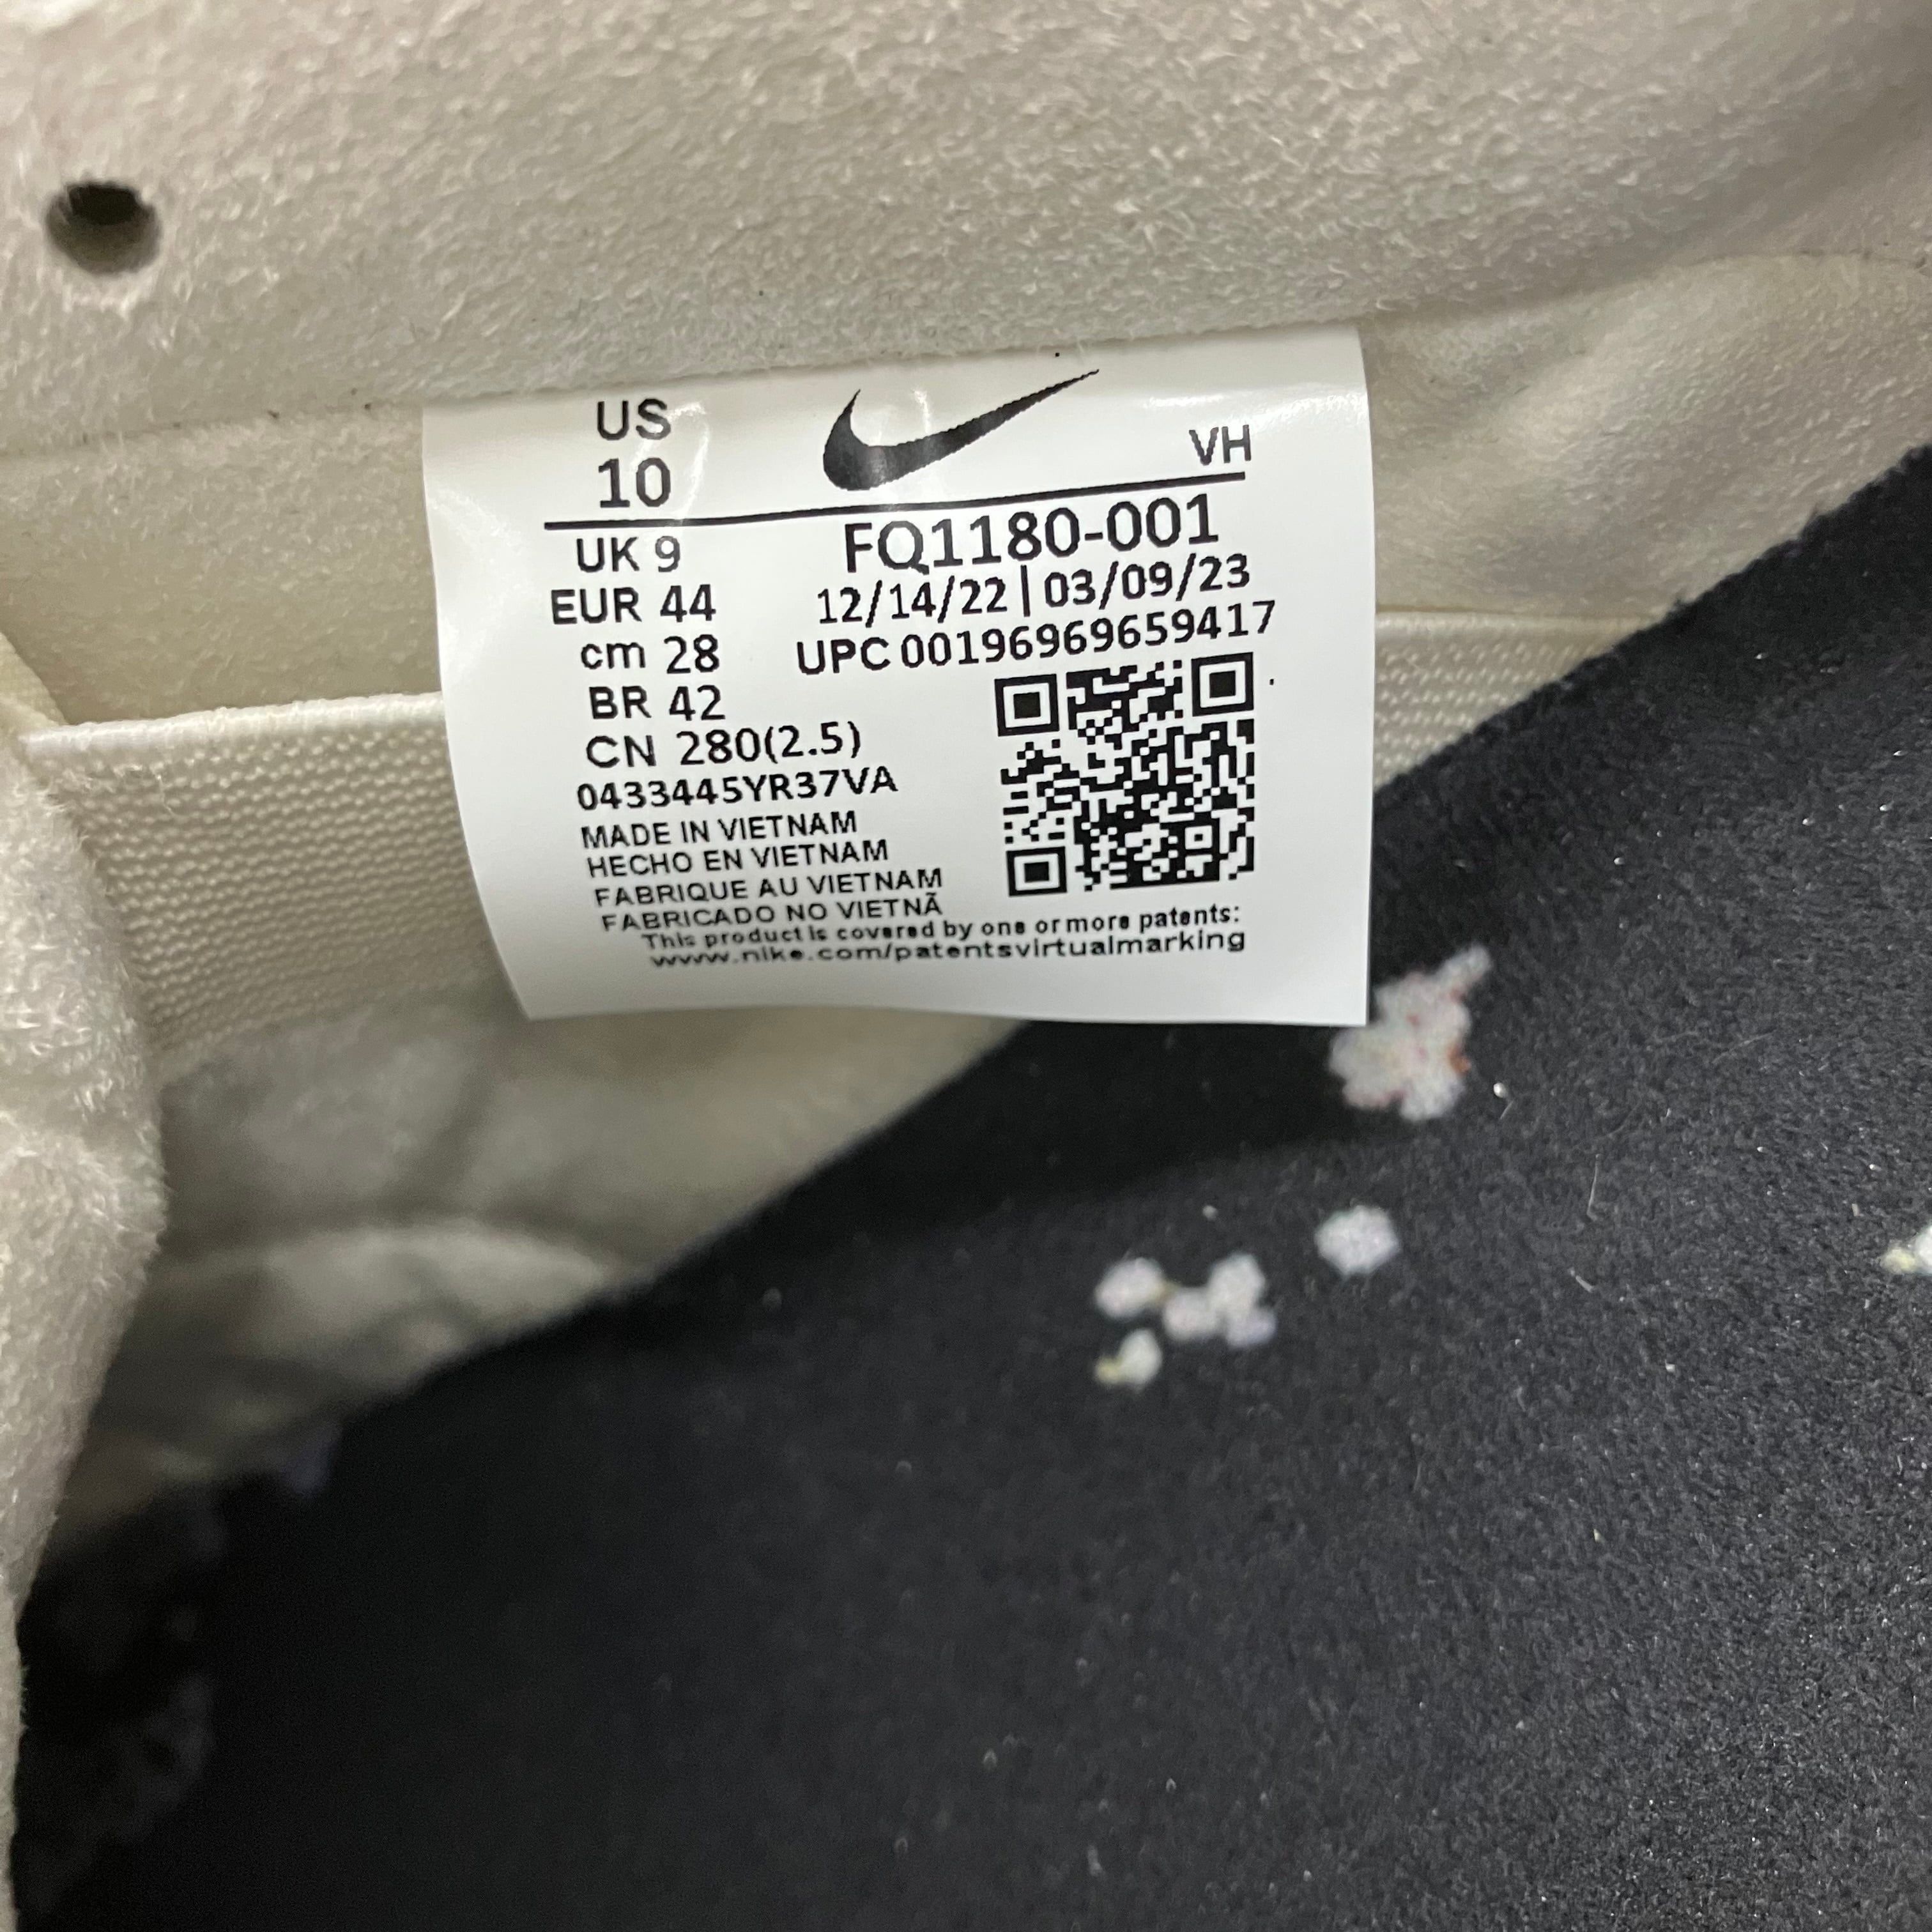 US
10
VH
UK 9
FQ1180-001
EUR 44
12/14/22 | 03/09/23
cm 28
UPC 00196969659417
BR 42
CN 280(2.5)
0433445YR37VA
MADE IN VIETNAM
HECHO EN VIETNAM
FABRIQUE AU VIETNAM
FABRICADO NO VIETNÃ
This product is covered by one or more patents:
www.nike.com/patentsvirtualmarking